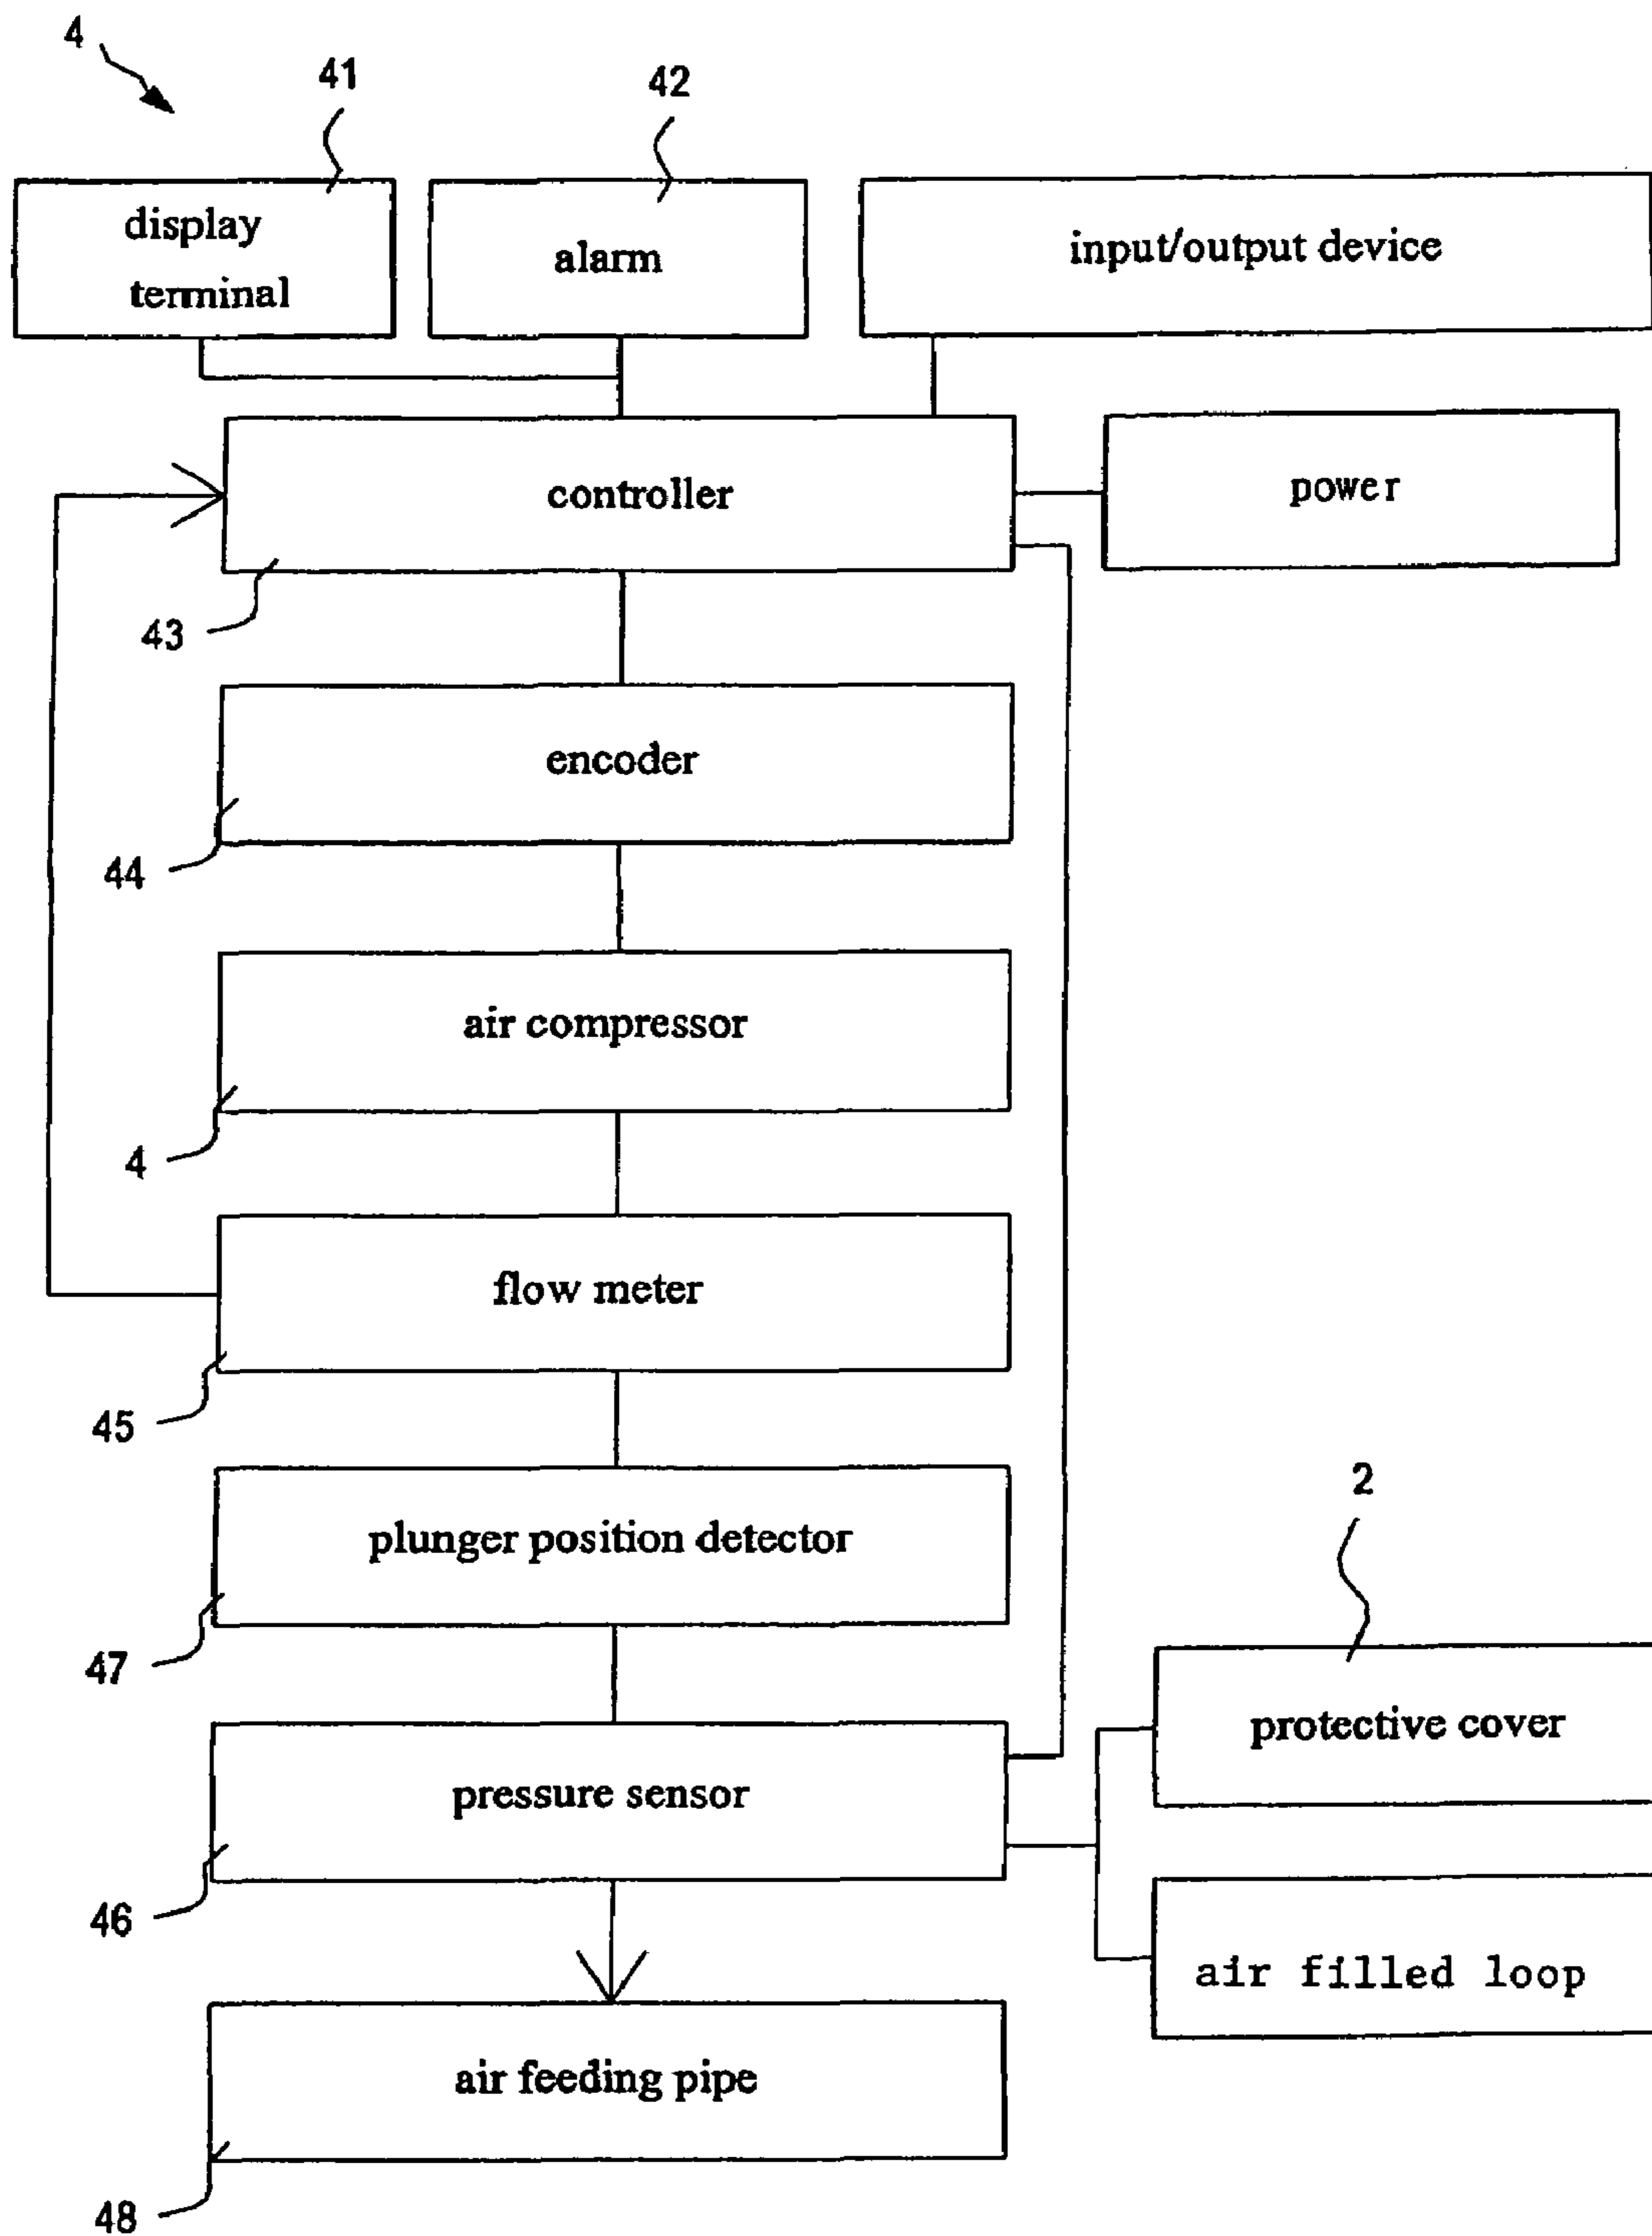 4
41
42
display
terminal
alarm
input/output device
controller
power
43
encoder
44
air compressor
4
flow meter
45
plunger position detector
2
47
protective cover
pressure sensor
46
air filled loop
air feeding pipe
48